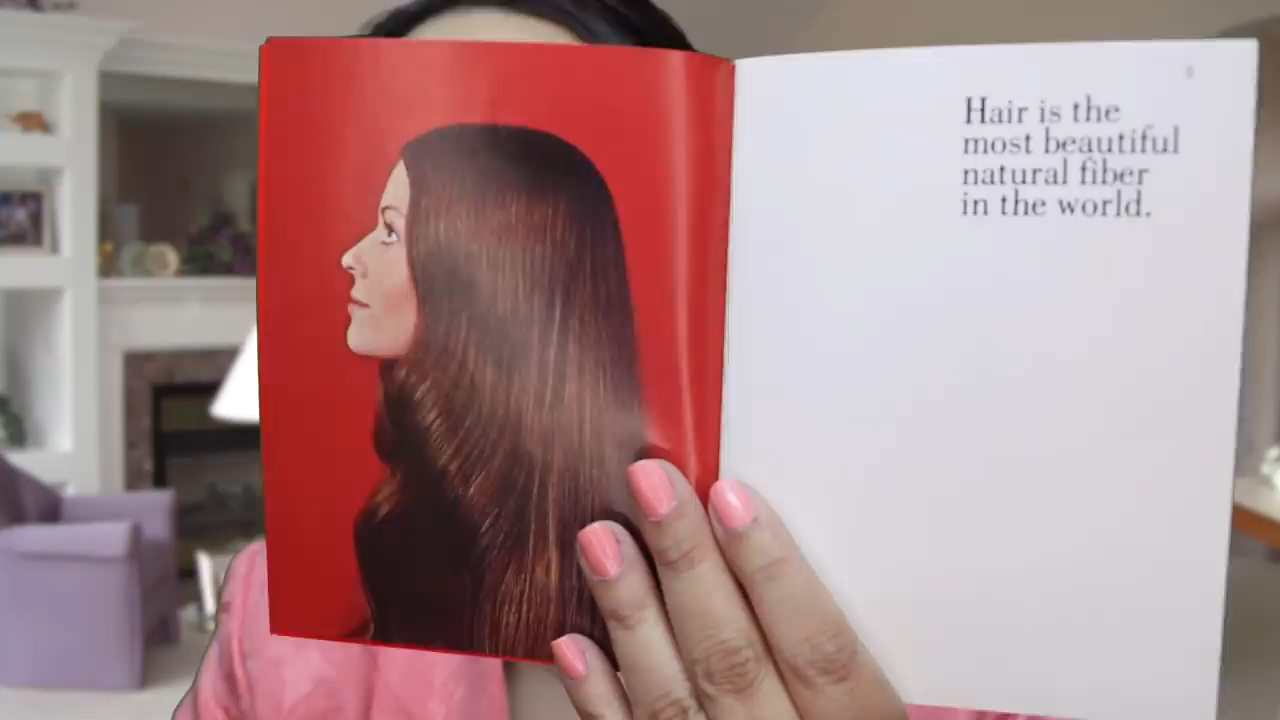 Hair is the
most beautiful
natural fiber
in the world.